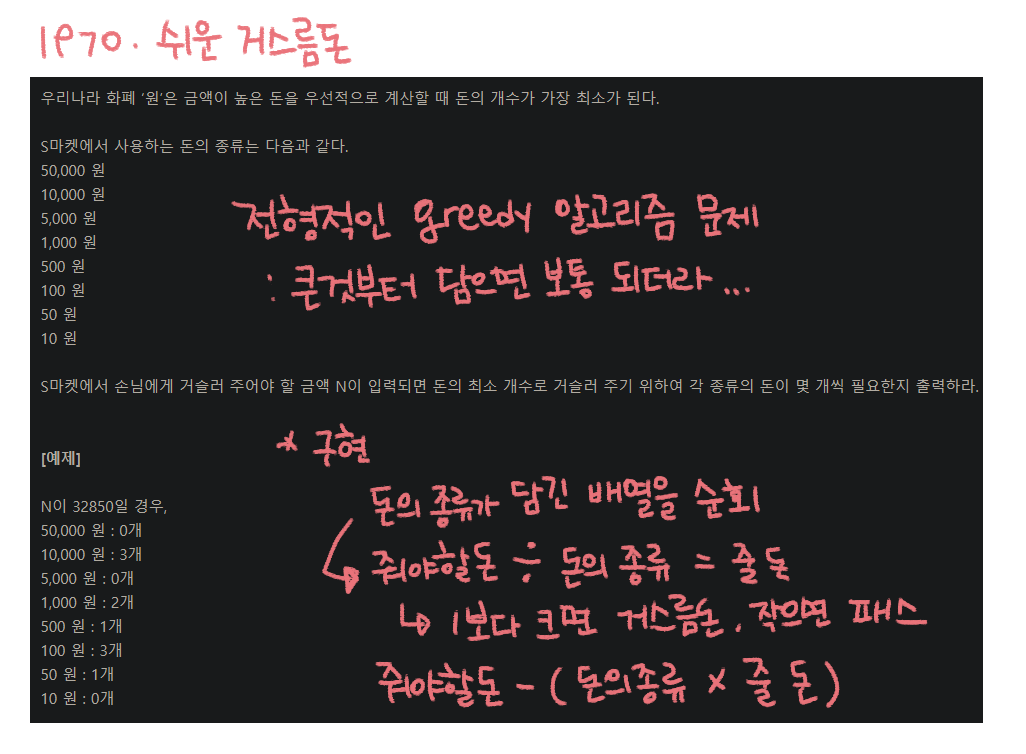 1970. 쉬운 거스름돈
우리나라 화폐 ‘원’은 금액이 높은 돈을 우선적으로 계산할 때 돈의 개수가 가장 최소가 된다.
S마켓에서 사용하는 돈의 종류는 다음과 같다.
50,000 원
10,000 원
5,000 원
1,000 원
500 원
100 원
50 원
10 원
전형적인 greedy 알고리즘 문제
: 큰것부터 담으면 보통 되더라...
S마켓에서 손님에게 거슬러 주어야 할 금액 N이 입력되면 돈의 최소 개수로 거슬러 주기 위하여 각 종류의 돈이 몇 개씩 필요한지 출력하라.
[예제]
N이 32850일 경우,
50,000 원 : 0개
10,000 원 : 3개
5,000 원 : 0개
1,000 원 : 2개
500 원 : 1개
100 원 : 3개
50 원 : 1개
10 원 : 0개
* 구현
돈의 종류가 담긴 배열을 순회
줘야할돈 ÷ 돈의 종류 = 줄 돈
↳ 1보다 크면 거스름돈, 작으면 패스
줘야할돈 - ( 돈의종류 x 줄 돈 )